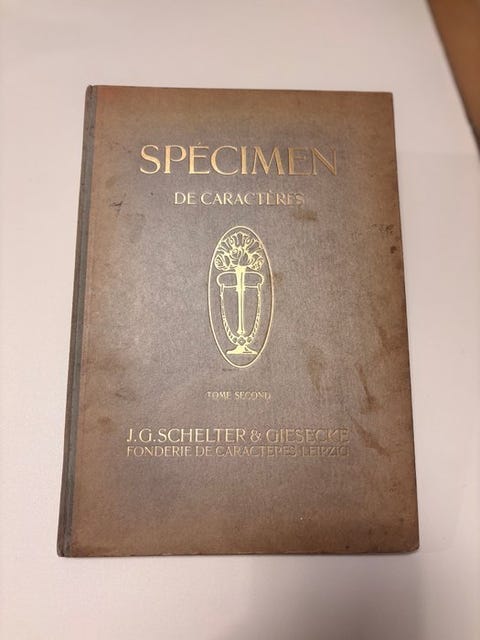 SPÉCIMEN
DE CARACTÈRES
TOME SECOND
J.G. SCHELTER & GIESECKE
FONDERIE DE CARACTÈRES LEIPZIG